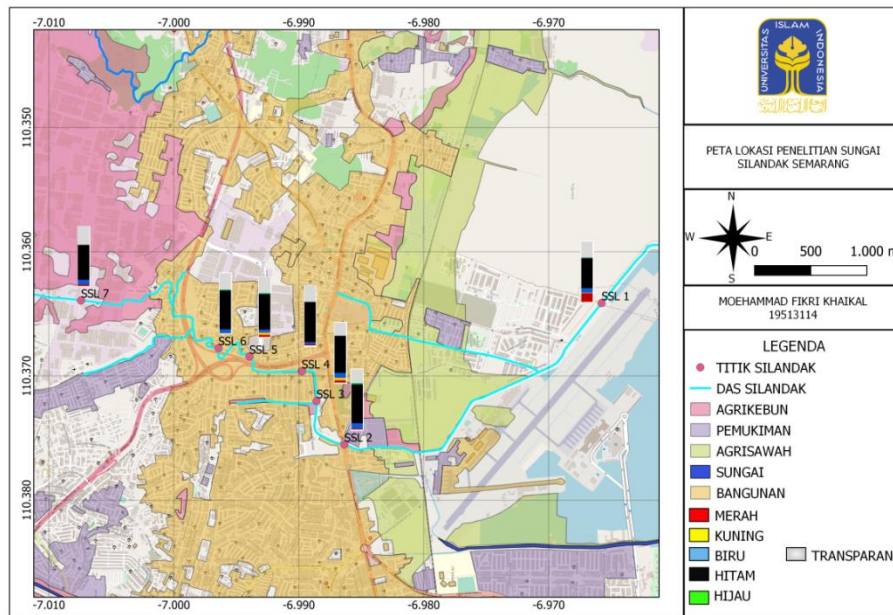 -7.010
-7.000
-6.990
-6.980
-6.970
110.350
110.360
110.370
110.380
SSL 7
SSL 6
SSL 5
SSL 4
SSL 3
SSL 2
SSL 1
-7.010
-7.000
-6.990
-6.980
-6.970
UNIVERSITAS ISLAM INDONESIA
PETA LOKASI PENELITIAN SUNGAI
SILANDAK SEMARANG
N
W E
S
0 500 1.000 m
MOEHAMMAD FIKRI KHAIKAL
19513114
LEGENDA
TITIK SILANDAK
DAS SILANDAK
AGRIKEBUN
PEMUKIMAN
AGRISAWAH
SUNGAI
BANGUNAN
MERAH
KUNING
BIRU
TRANSPARAN
HITAM
HIJAU